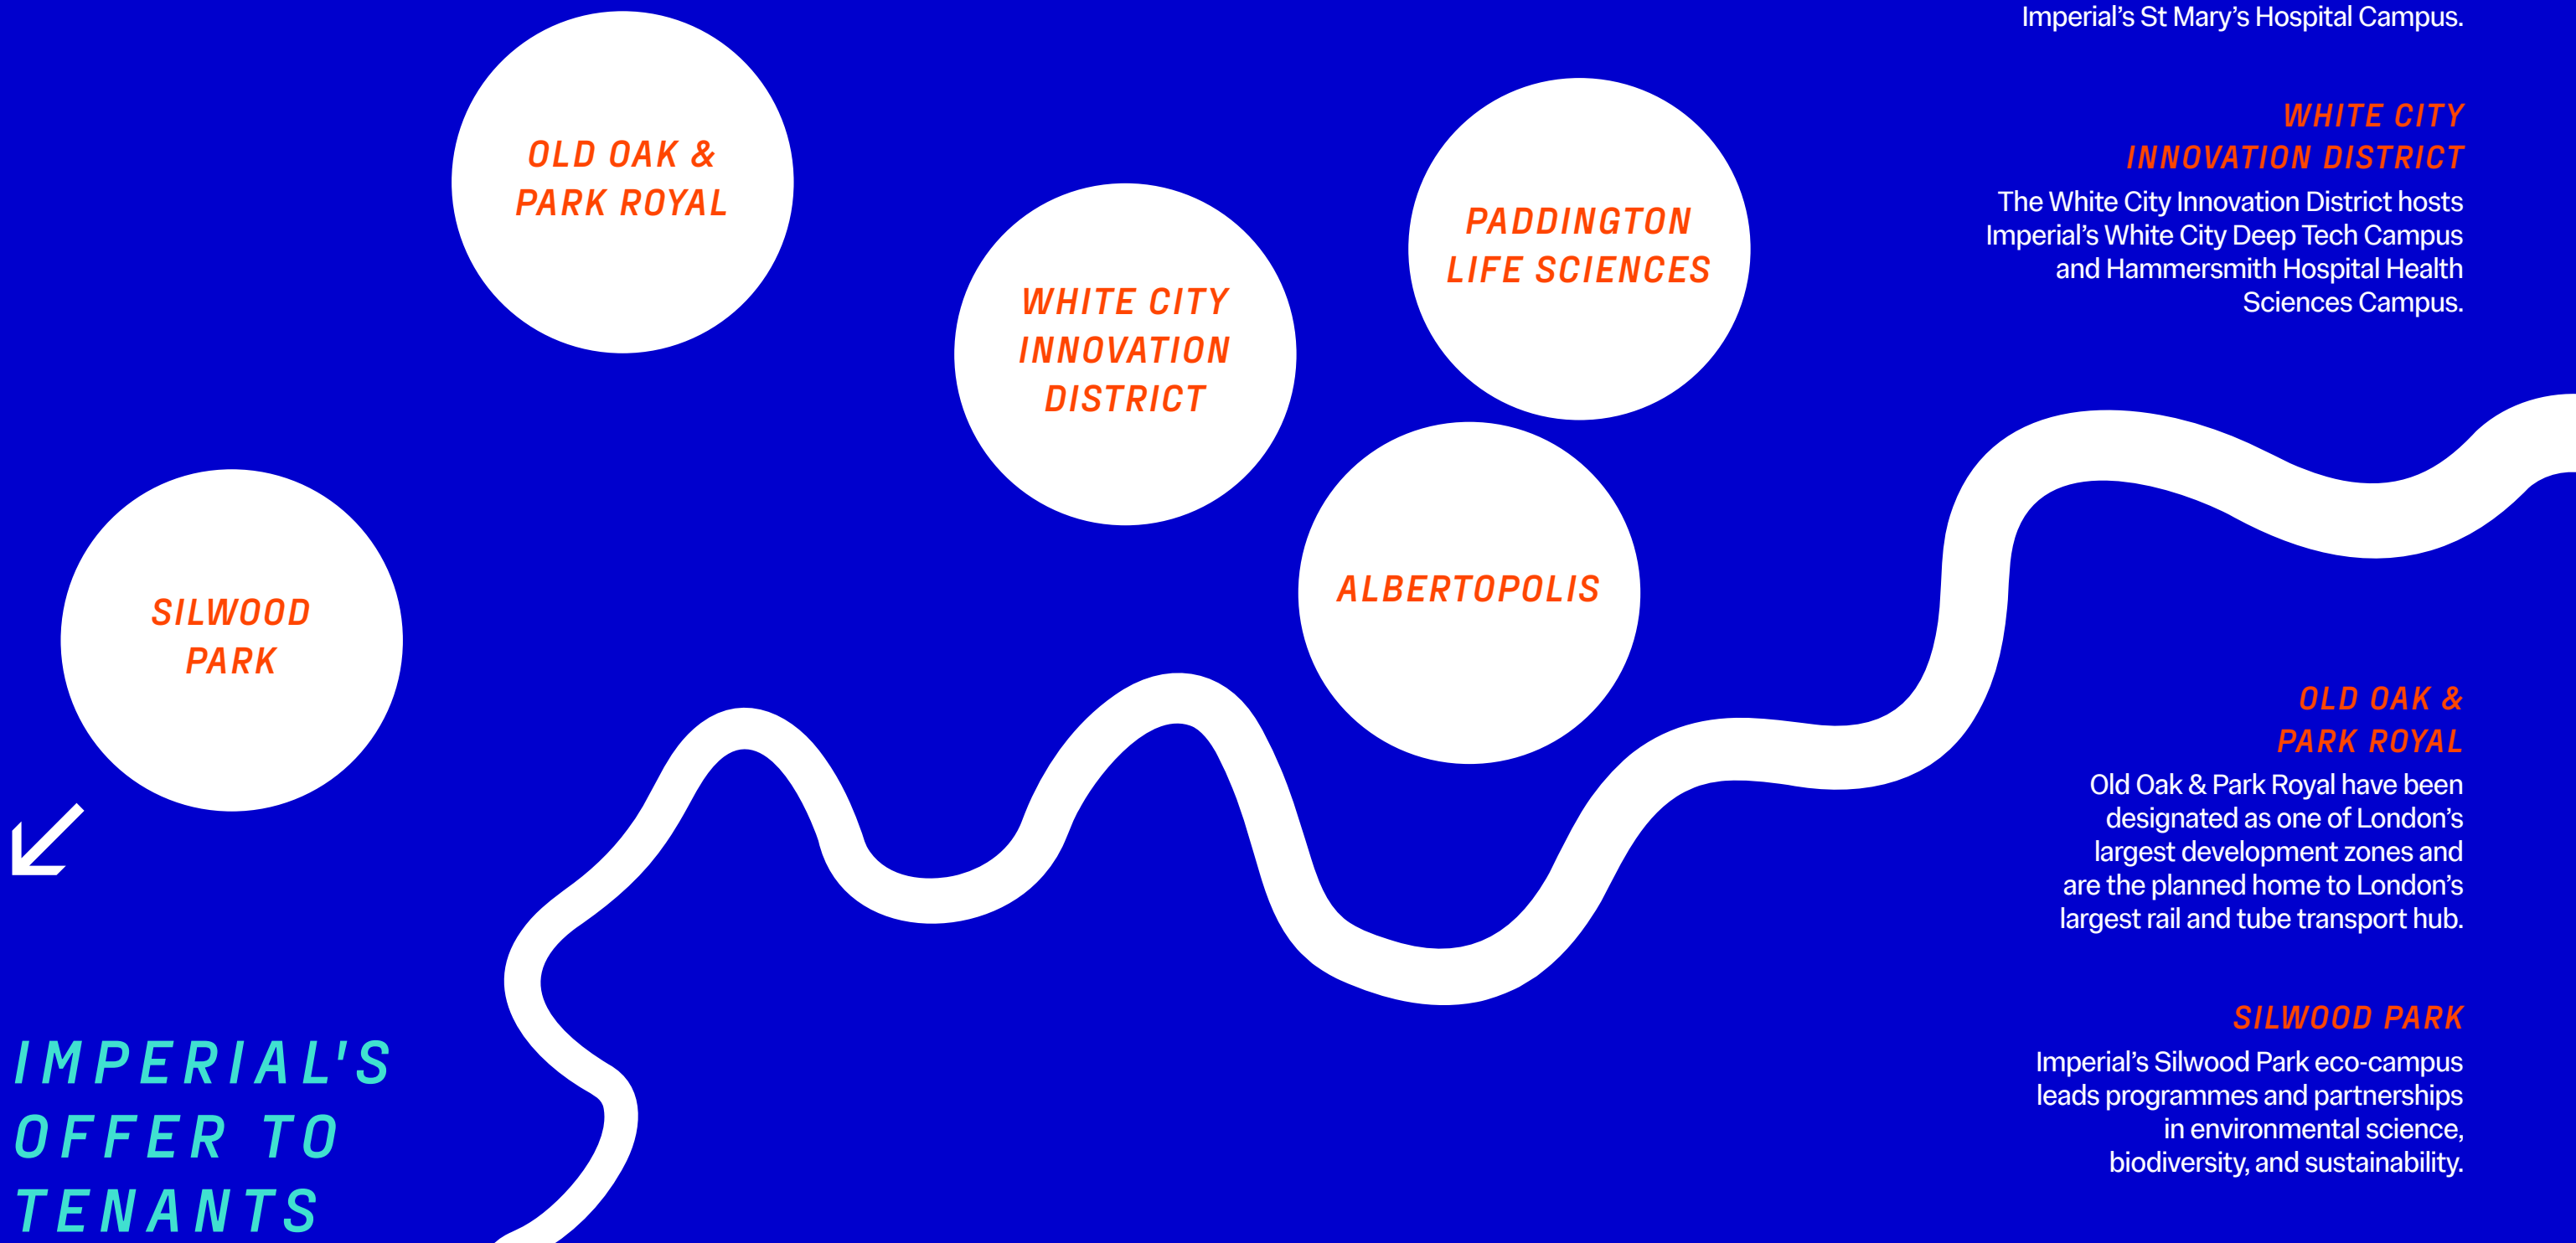 OLD OAK &
PARK ROYAL
WHITE CITY
INNOVATION
DISTRICT
PADDINGTON
LIFE SCIENCES
ALBERTOPOLIS
SILWOOD
PARK
IMPERIAL'S
OFFER TO
TENANTS
Imperial’s St Mary’s Hospital Campus.
WHITE CITY
INNOVATION DISTRICT
The White City Innovation District hosts
Imperial’s White City Deep Tech Campus
and Hammersmith Hospital Health
Sciences Campus.
OLD OAK &
PARK ROYAL
Old Oak & Park Royal have been
designated as one of London’s
largest development zones and
are the planned home to London’s
largest rail and tube transport hub.
SILWOOD PARK
Imperial’s Silwood Park eco-campus
leads programmes and partnerships
in environmental science,
biodiversity, and sustainability.